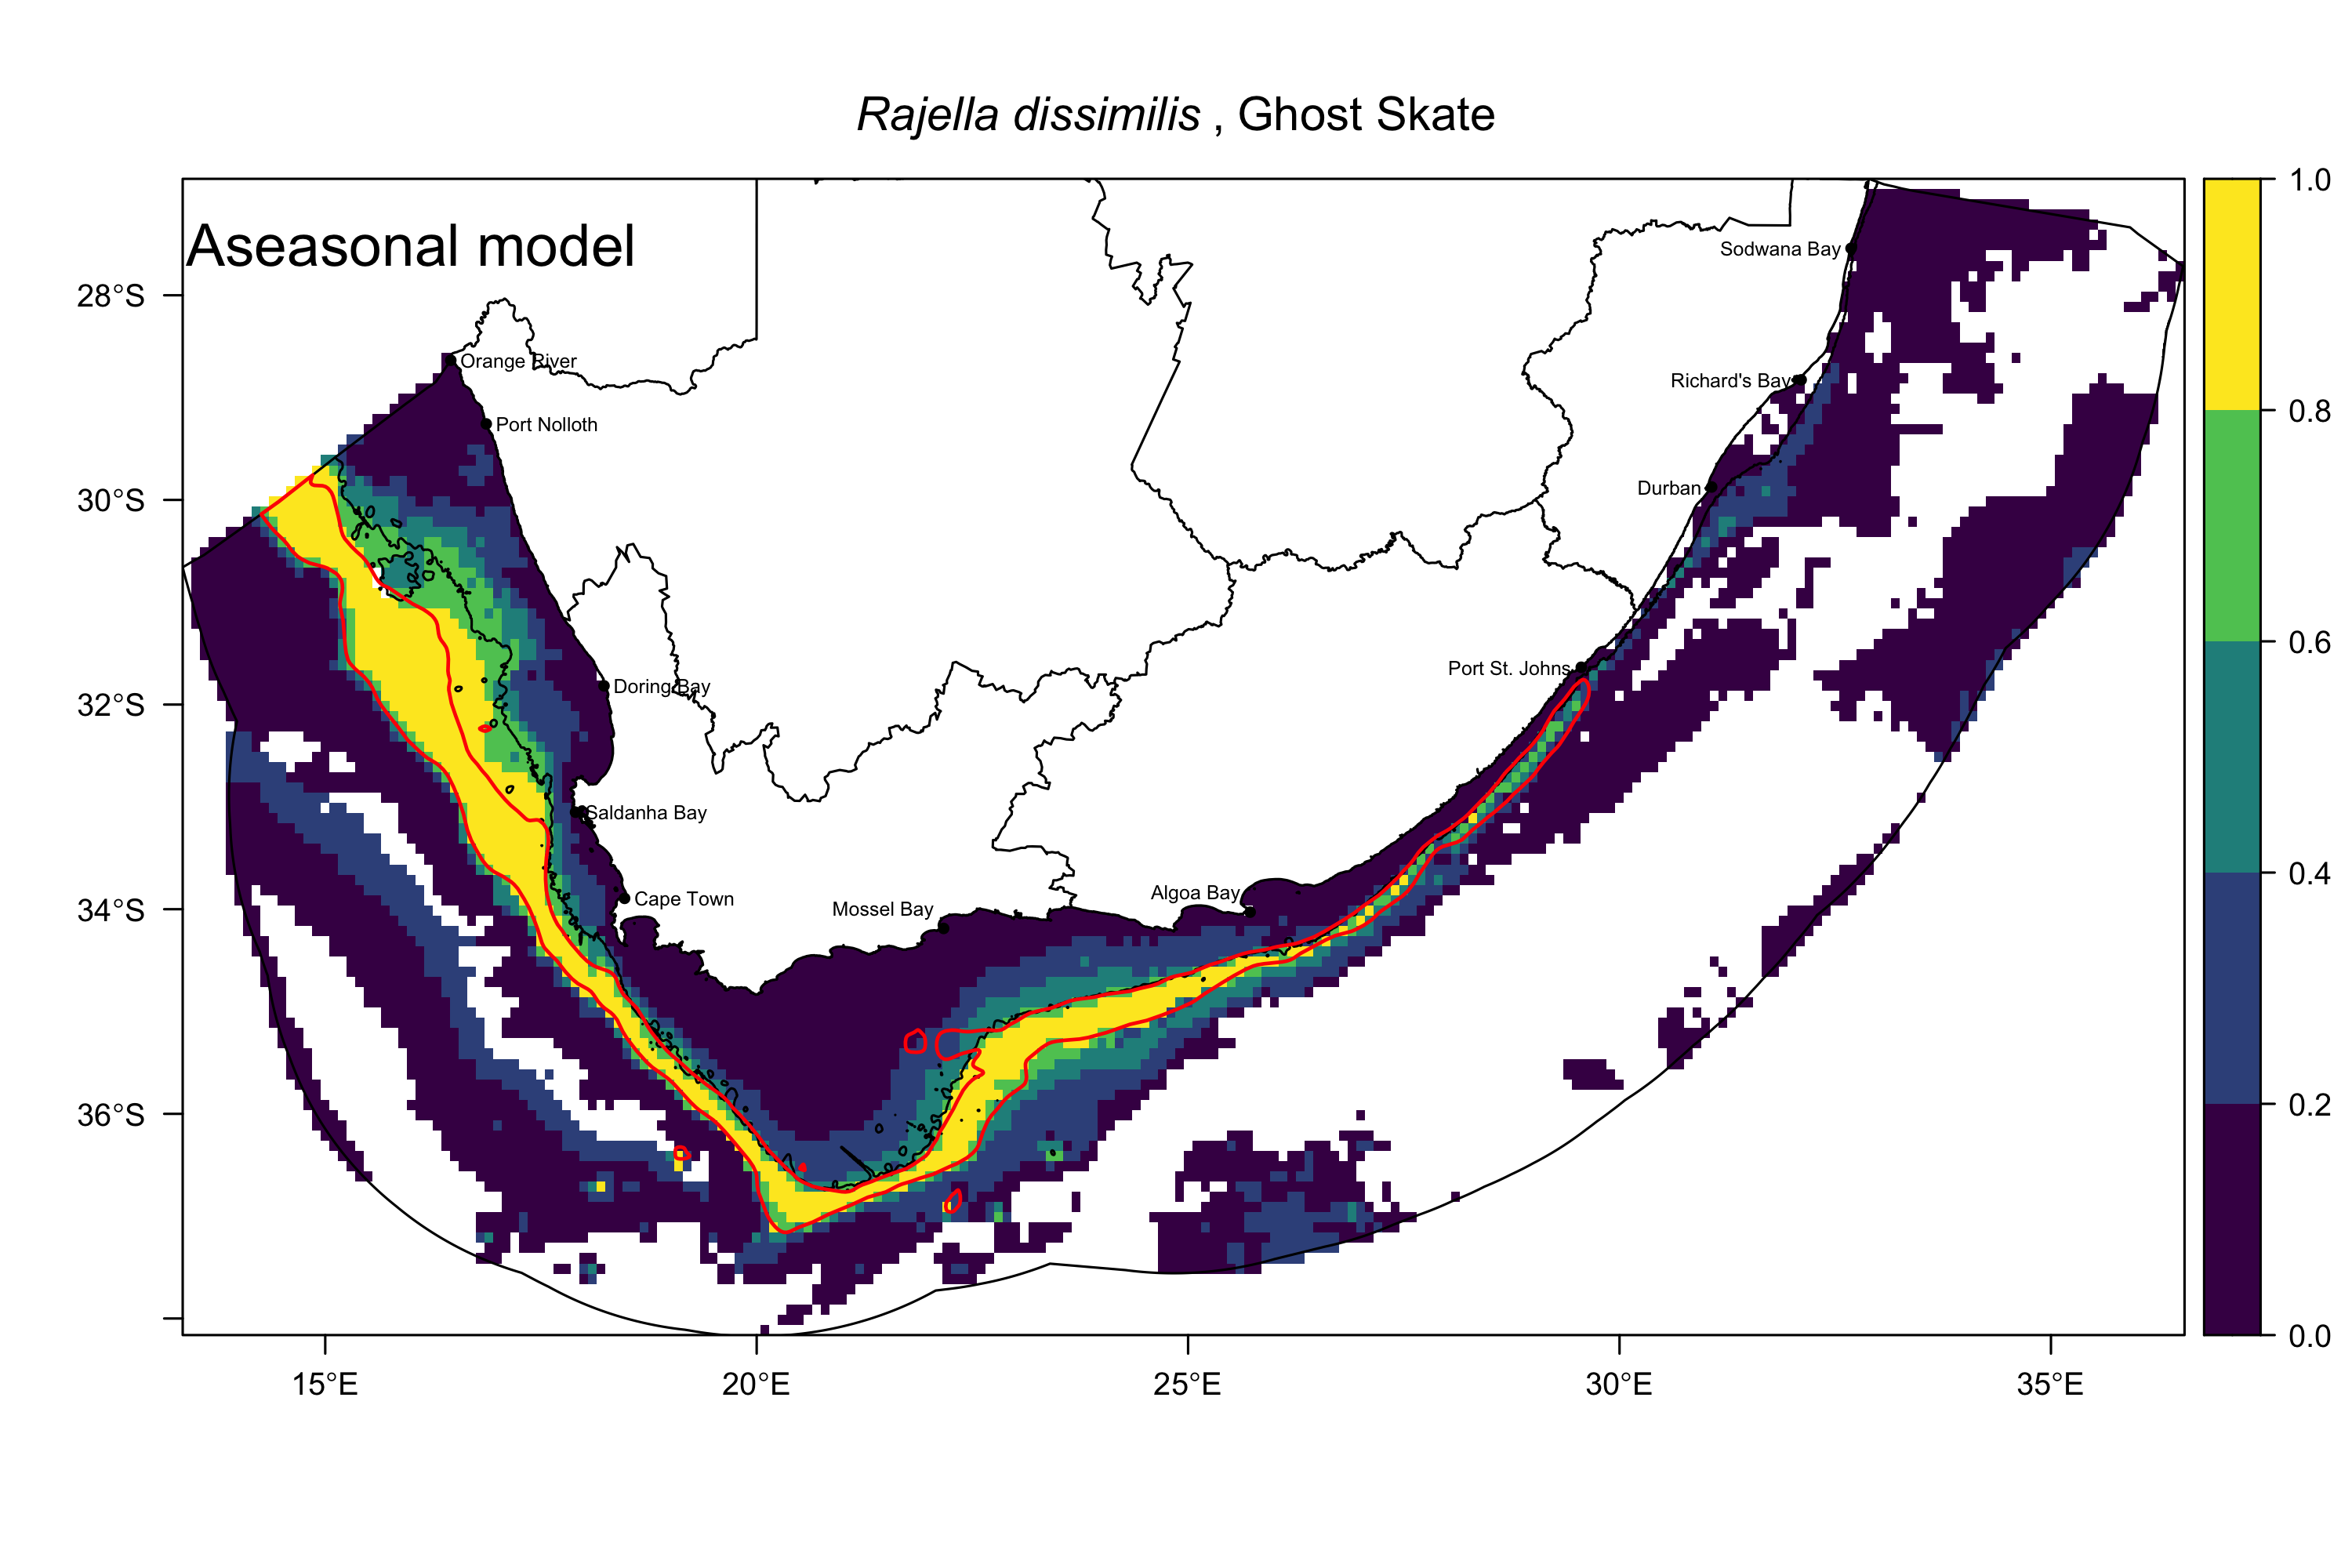 Rajella dissimilis , Ghost Skate
Aseasonal model
1.0
0.8
0.6
0.4
0.2
0.0
28°S
30°S
32°S
34°S
36°S
15°E
20°E
25°E
30°E
35°E
Sodwana Bay
Orange River
Richard's Bay
Port Nolloth
Durban
Port St. Johns
Doring Bay
Saldanha Bay
Cape Town
Algoa Bay
Mossel Bay